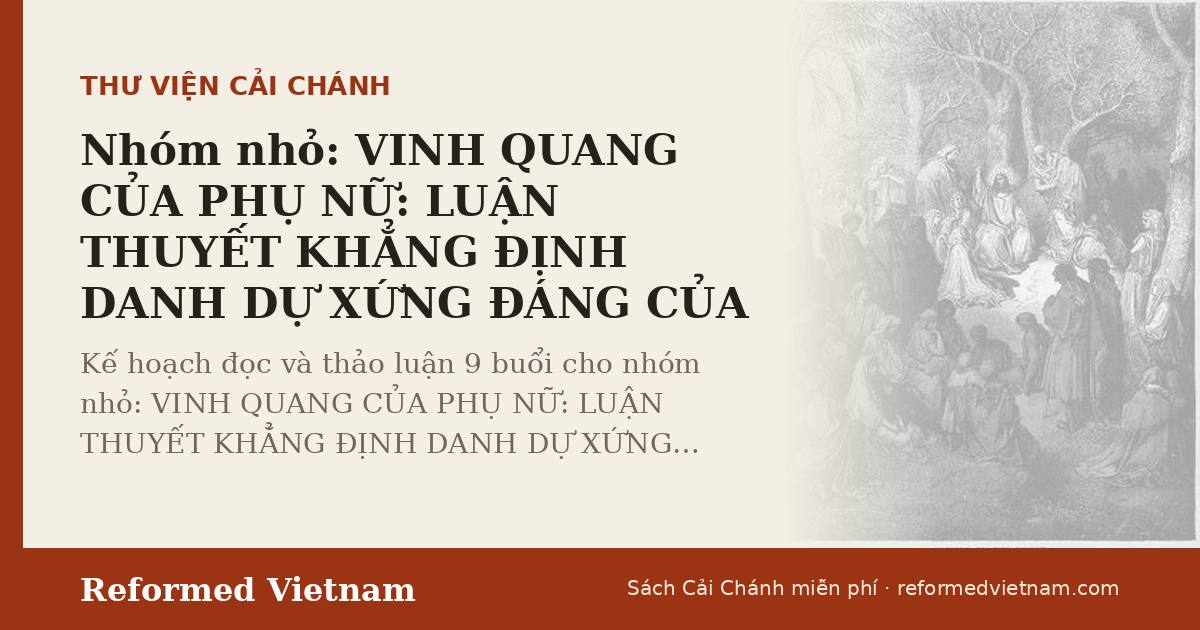 THƯ VIỆN CẢI CHÁNH
Nhóm nhỏ: VINH QUANG
CỦA PHỤ NỮ: LUẬN
THUYẾT KHẲNG ĐỊNH
DANH DỰ XỨNG ĐÁNG CỦA
Kế hoạch đọc và thảo luận 9 buổi cho nhóm
nhỏ: VINH QUANG CỦA PHỤ NỮ: LUẬN
THUYẾT KHẲNG ĐỊNH DANH DỰ XỨNG...
Reformed Vietnam
Sách Cải Chánh miễn phí · reformedvietnam.com